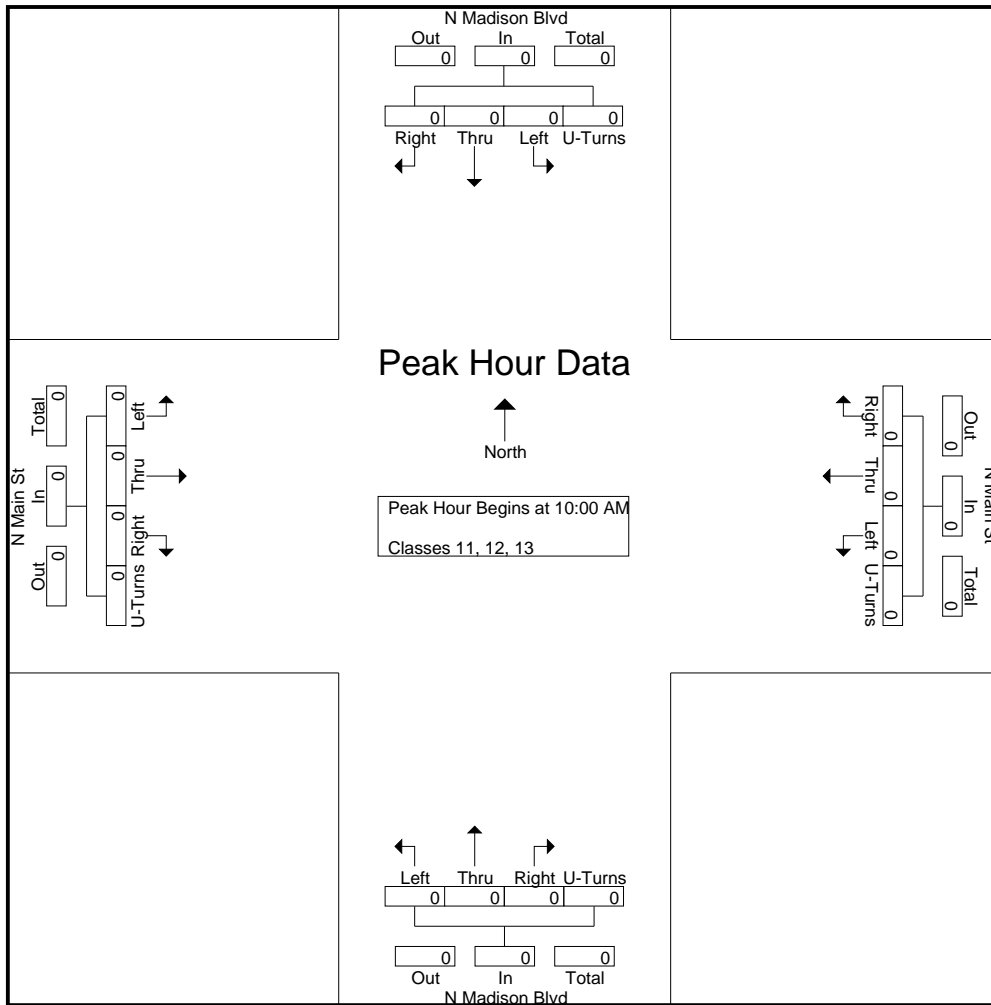 N Madison Blvd
Out In Total
0 0 0
0 0 0 0
Right Thru Left U-Turns
Peak Hour Data
North
Peak Hour Begins at 10:00 AM
Classes 11, 12, 13
N Main St
Total In Out
0 0 0
0 0 0 0
Left Thru Right U-Turns
Right Thru Left U-Turns
0 0 0 0
0 0 0
Out In Total
N Main St
Left Thru Right U-Turns
0 0 0 0
0 0 0
Out In Total
N Madison Blvd